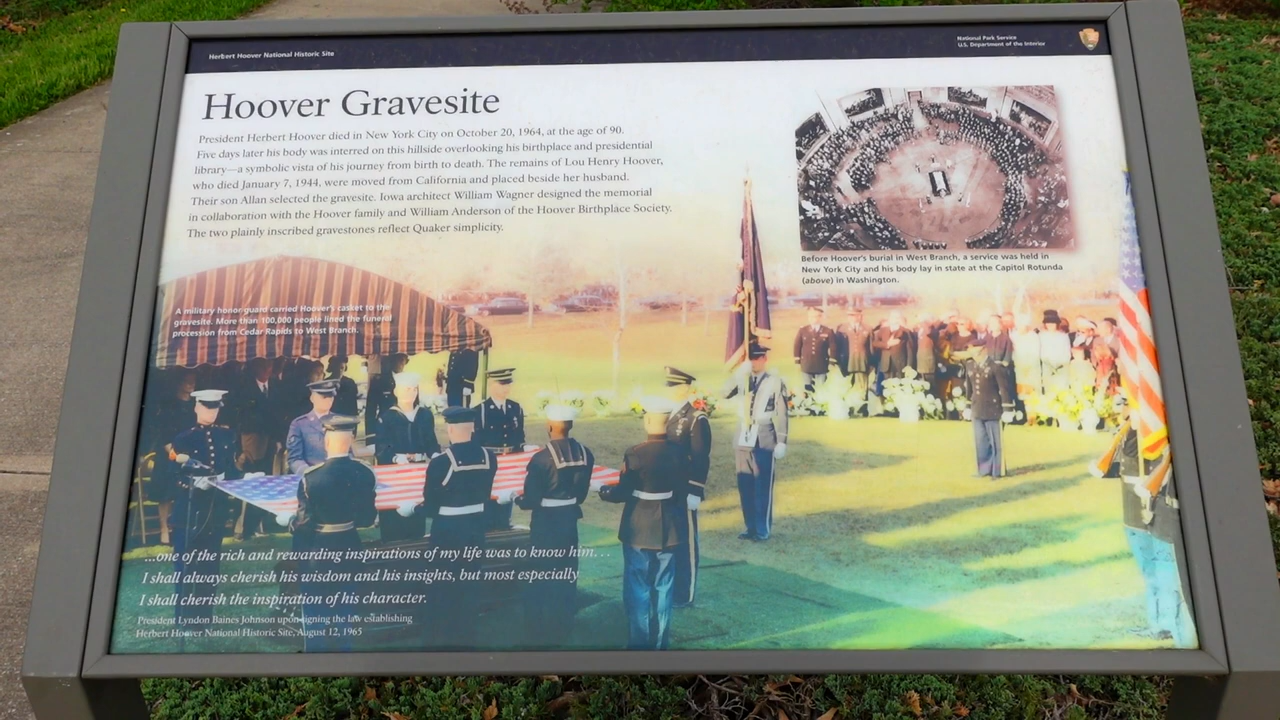 Herbert Hoover National Historic Site
National Park Service
U.S. Department of the Interior
Hoover Gravesite
President Herbert Hoover died in New York City on October 20, 1964, at the age of 90.
Five days later his body was interred on this hillside overlooking his birthplace and presidential
library—a symbolic vista of his journey from birth to death. The remains of Lou Henry Hoover,
who died January 7, 1944, were moved from California and placed beside her husband.
Their son Allan selected the gravesite. Iowa architect William Wagner designed the memorial
in collaboration with the Hoover family and William Anderson of the Hoover Birthplace Society.
The two plainly inscribed gravestones reflect Quaker simplicity.
Before Hoover's burial in West Branch, a service was held in
New York City and his body lay in state at the Capitol Rotunda
(above) in Washington.
A military honor guard carried Hoover's casket to the
gravesite. More than 100,000 people lined the funeral
procession from Cedar Rapids to West Branch.
...one of the rich and rewarding inspirations of my life was to know him...
I shall always cherish his wisdom and his insights, but most especially
I shall cherish the inspiration of his character.
President Lyndon Baines Johnson upon signing the law establishing
Herbert Hoover National Historic Site, August 12, 1965